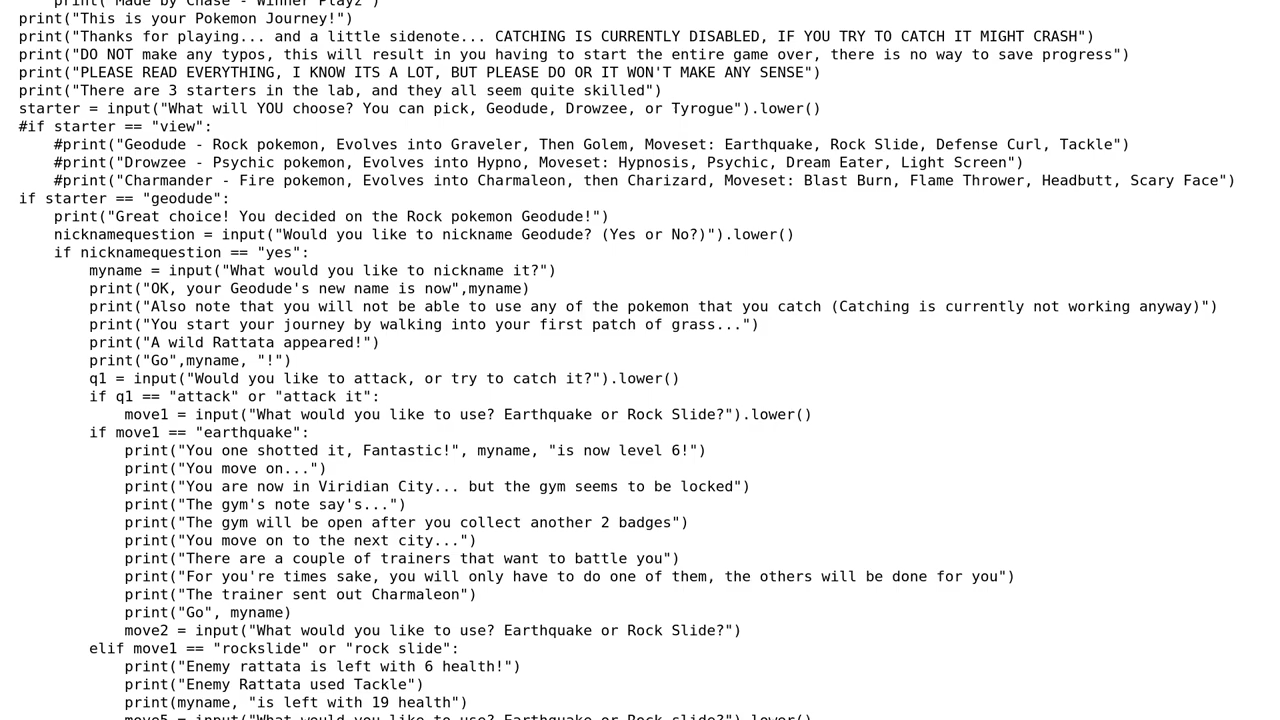 print("Made by Chase - Winner Playz")
print("This is your Pokemon Journey!")
print("Thanks for playing... and a little sidenote... CATCHING IS CURRENTLY DISABLED, IF YOU TRY TO CATCH IT MIGHT CRASH")
print("DO NOT make any typos, this will result in you having to start the entire game over, there is no way to save progress")
print("PLEASE READ EVERYTHING, I KNOW ITS A LOT, BUT PLEASE DO OR IT WON'T MAKE ANY SENSE")
print("There are 3 starters in the lab, and they all seem quite skilled")
starter = input("What will YOU choose? You can pick, Geodude, Drowzee, or Tyrogue").lower()
#if starter == "view":
    #print("Geodude - Rock pokemon, Evolves into Graveler, Then Golem, Moveset: Earthquake, Rock Slide, Defense Curl, Tackle")
    #print("Drowzee - Psychic pokemon, Evolves into Hypno, Moveset: Hypnosis, Psychic, Dream Eater, Light Screen")
    #print("Charmander - Fire pokemon, Evolves into Charmaleon, then Charizard, Moveset: Blast Burn, Flame Thrower, Headbutt, Scary Face")
if starter == "geodude":
    print("Great choice! You decided on the Rock pokemon Geodude!")
    nicknamequestion = input("Would you like to nickname Geodude? (Yes or No?)").lower()
    if nicknamequestion == "yes":
        myname = input("What would you like to nickname it?")
        print("OK, your Geodude's new name is now",myname)
        print("Also note that you will not be able to use any of the pokemon that you catch (Catching is currently not working anyway)")
        print("You start your journey by walking into your first patch of grass...")
        print("A wild Rattata appeared!")
        print("Go",myname, "!")
        q1 = input("Would you like to attack, or try to catch it?").lower()
        if q1 == "attack" or "attack it":
            move1 = input("What would you like to use? Earthquake or Rock Slide?").lower()
        if move1 == "earthquake":
            print("You one shotted it, Fantastic!", myname, "is now level 6!")
            print("You move on...")
            print("You are now in Viridian City... but the gym seems to be locked")
            print("The gym's note say's...")
            print("The gym will be open after you collect another 2 badges")
            print("You move on to the next city...")
            print("There are a couple of trainers that want to battle you")
            print("For you're times sake, you will only have to do one of them, the others will be done for you")
            print("The trainer sent out Charmaleon")
            print("Go", myname)
            move2 = input("What would you like to use? Earthquake or Rock Slide?")
        elif move1 == "rockslide" or "rock slide":
            print("Enemy rattata is left with 6 health!")
            print("Enemy Rattata used Tackle")
            print(myname, "is left with 19 health")
            move5 = input("What would you like to use? Earthquake or Rock slide?").lower()